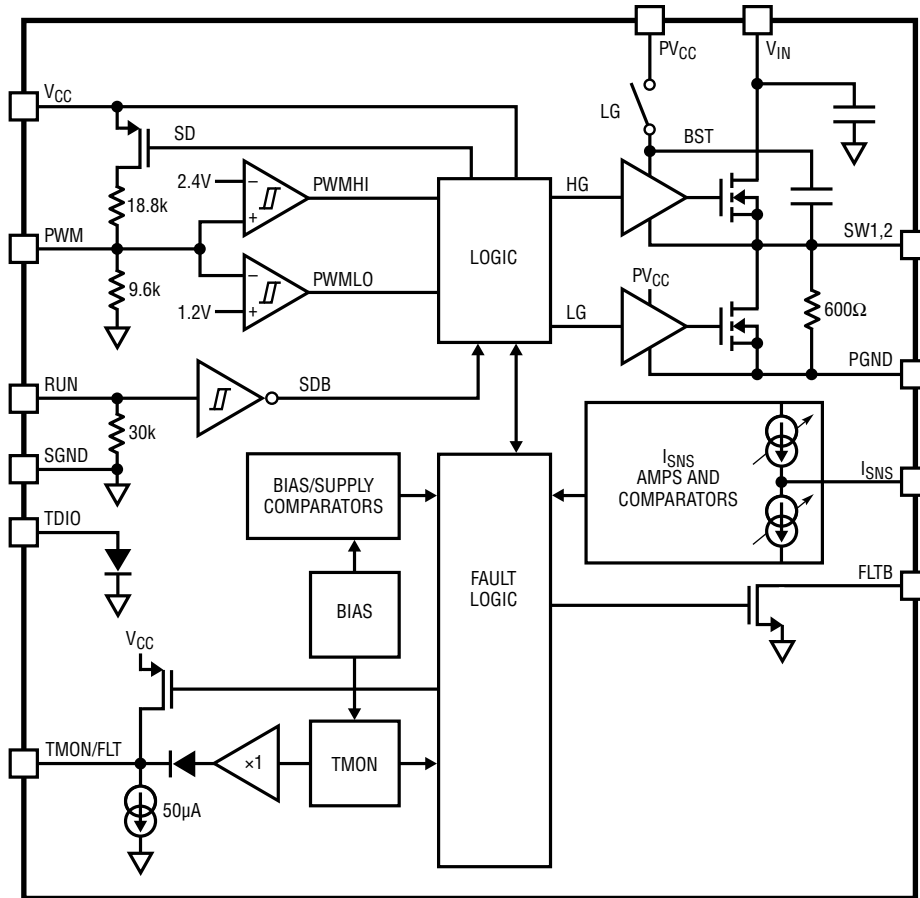 PVCC
VIN
VCC
LG
SD
BST
2.4V
−
PWMHI
HG
18.8k
+
PWM
SW1,2
LOGIC
9.6k
−
PWMLO
PVCC
1.2V
+
LG
600Ω
PGND
RUN
SDB
30k
SGND
ISNS
AMPS AND
COMPARATORS
ISNS
BIAS/SUPPLY
COMPARATORS
TDIO
FAULT
LOGIC
FLTB
BIAS
VCC
TMON/FLT
×1
TMON
50µA